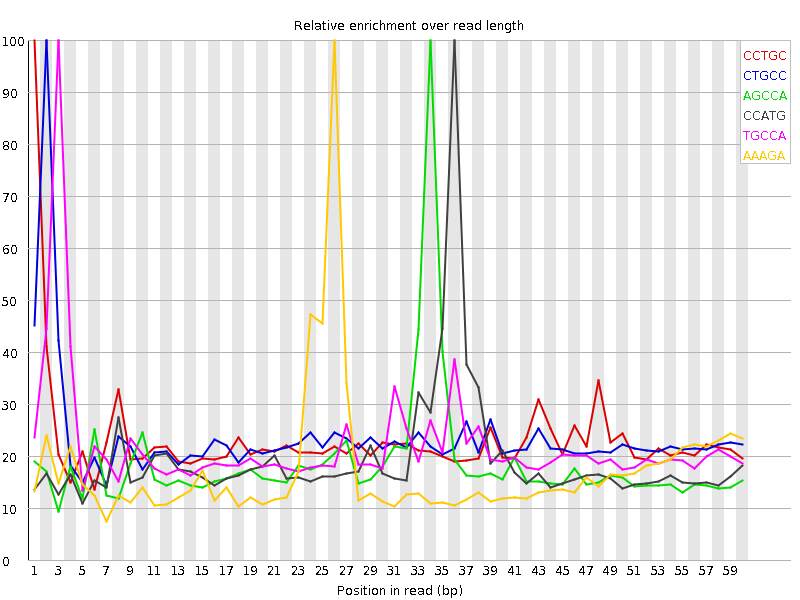 Relative enrichment over read length
100
90
80
70
60
50
40
30
20
10
0
CCTGC
CTGCC
AGCCA
CCATG
TGCCA
AAAGA
1 3 5 7 9 11 13 15 17 19 21 23 25 27 29 31 33 35 37 39 41 43 45 47 49 51 53 55 57 59
Position in read (bp)